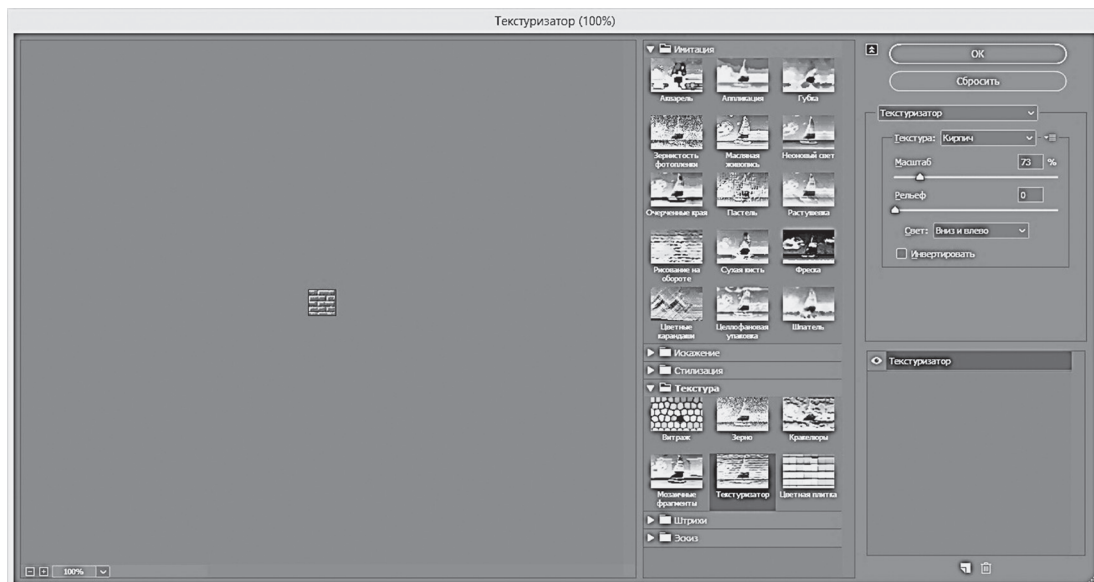 Текстуризатор (100%)
Имитация
Акварель
Аппликация
Губка
Зернистость фотопленки
Масляная живопись
Неоновый свет
Очерченные края
Пастель
Растушевка
Рисование на обороте
Сухая кисть
Фреска
Цветные карандаши
Целлофановая упаковка
Шпатель
Искажение
Стилизация
Текстура
Витраж
Зерно
Кракелюры
Мозаичные фрагменты
Текстуризатор
Цветная плитка
Штрихи
Эскиз
100%
OK
Сбросить
Текстуризатор
Текстура: Кирпич
Масштаб 73 %
Рельеф 0
Свет: Вниз и влево
Инвертировать
Текстуризатор